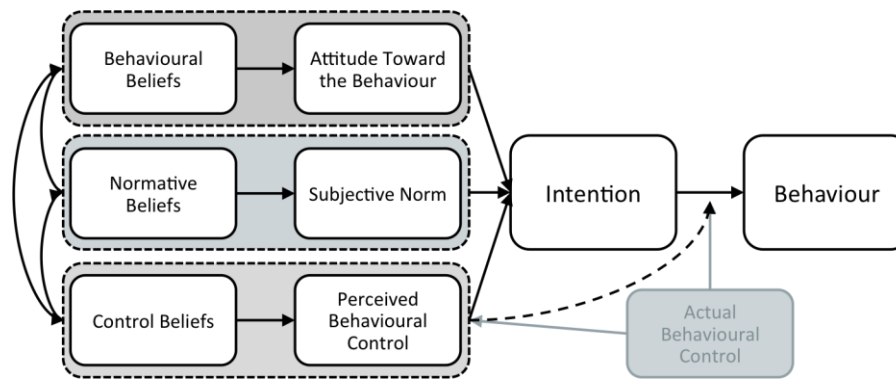 Behavioural
Beliefs
Attitude Toward
the Behaviour
Normative
Beliefs
Subjective Norm
Intention
Behaviour
Control Beliefs
Perceived
Behavioural
Control
Actual
Behavioural
Control